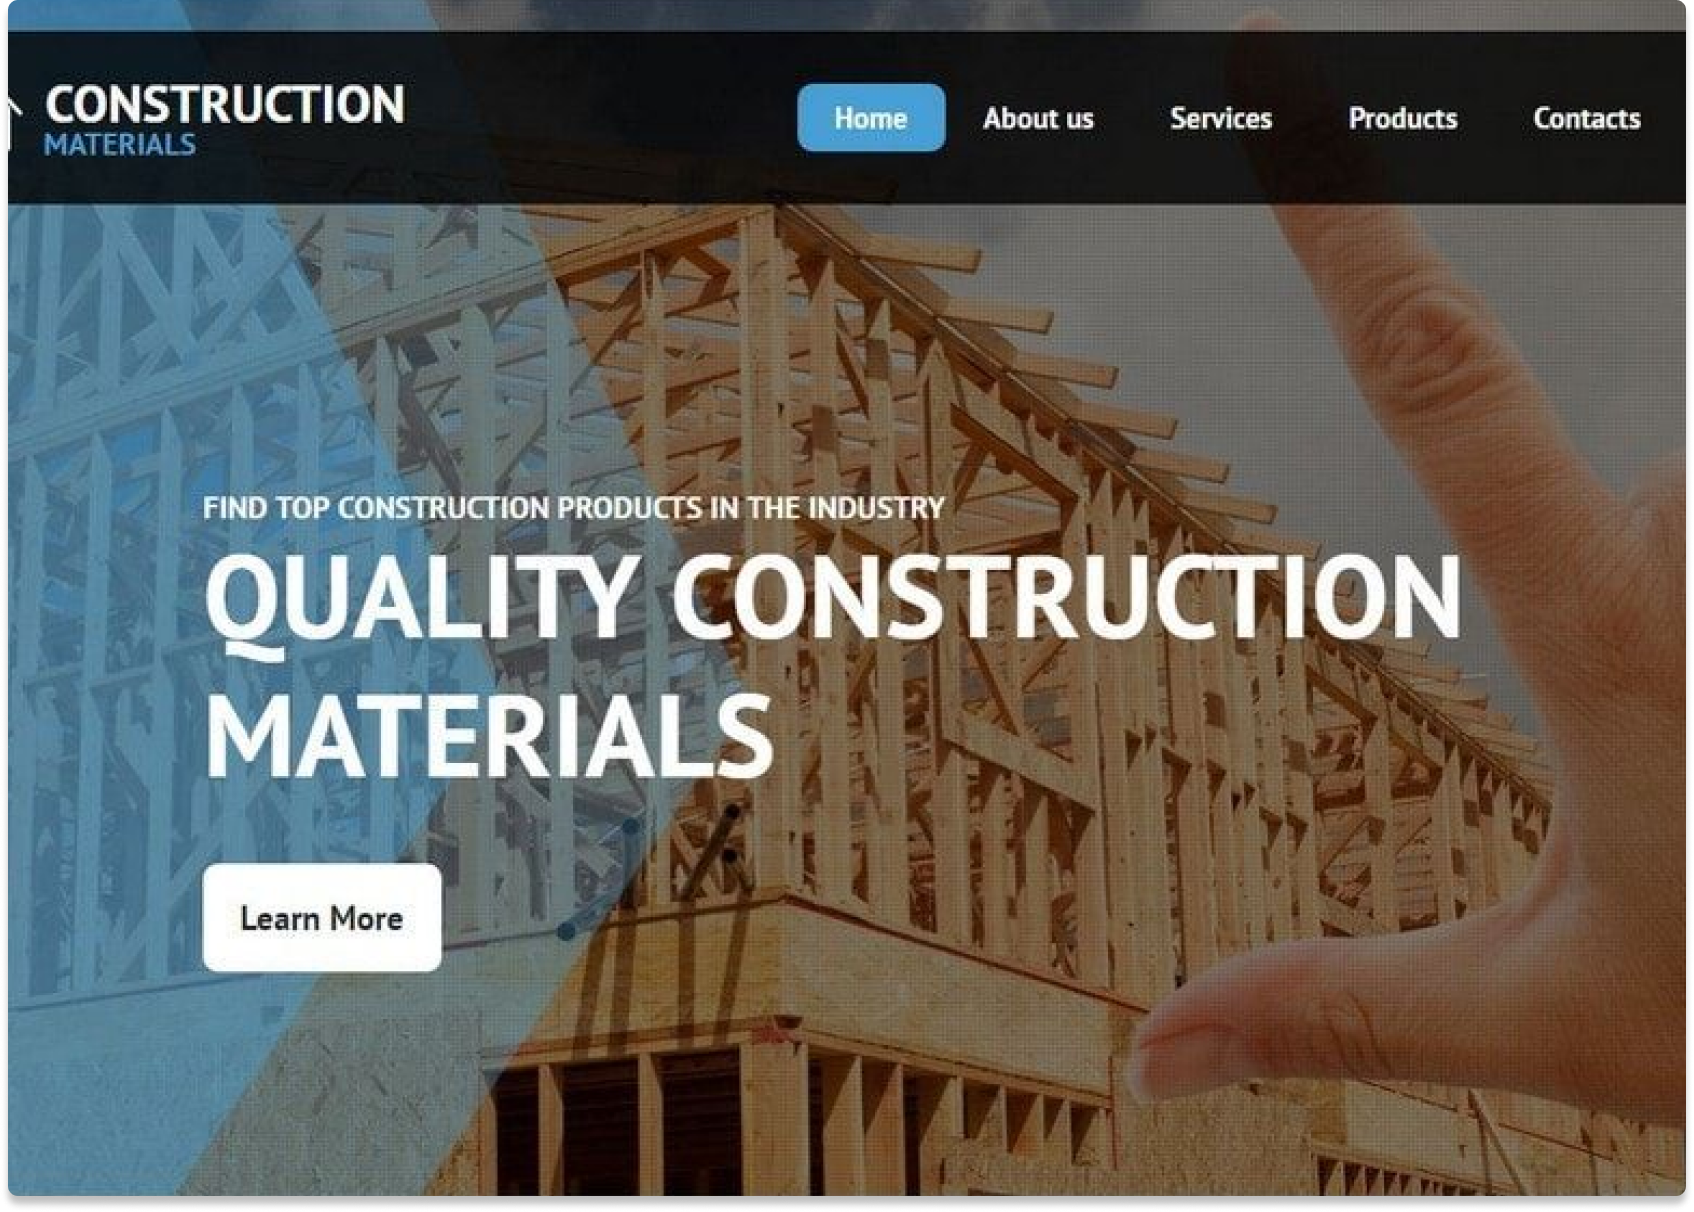 CONSTRUCTION
MATERIALS
Home About us Services Products Contacts
FIND TOP CONSTRUCTION PRODUCTS IN THE INDUSTRY
QUALITY CONSTRUCTION
MATERIALS
Learn More